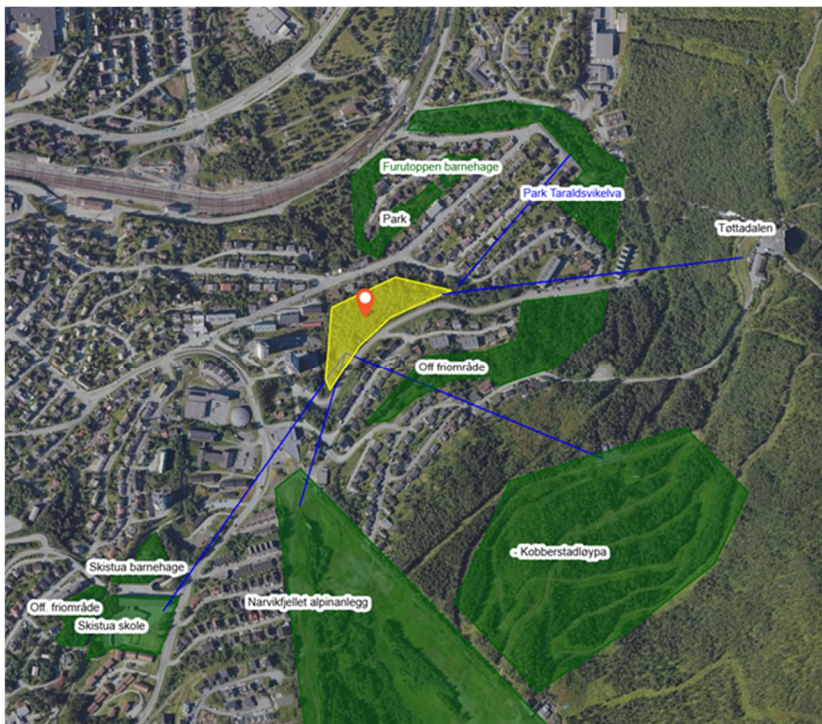 Furutoppen barnehage
Park Taraldsvikelva
Park
Tøttadalen
Off friområde
- Kobberstadløypa
Skistua barnehage
Narvikfjellet alpinanlegg
Off. friområde
Skistua skole